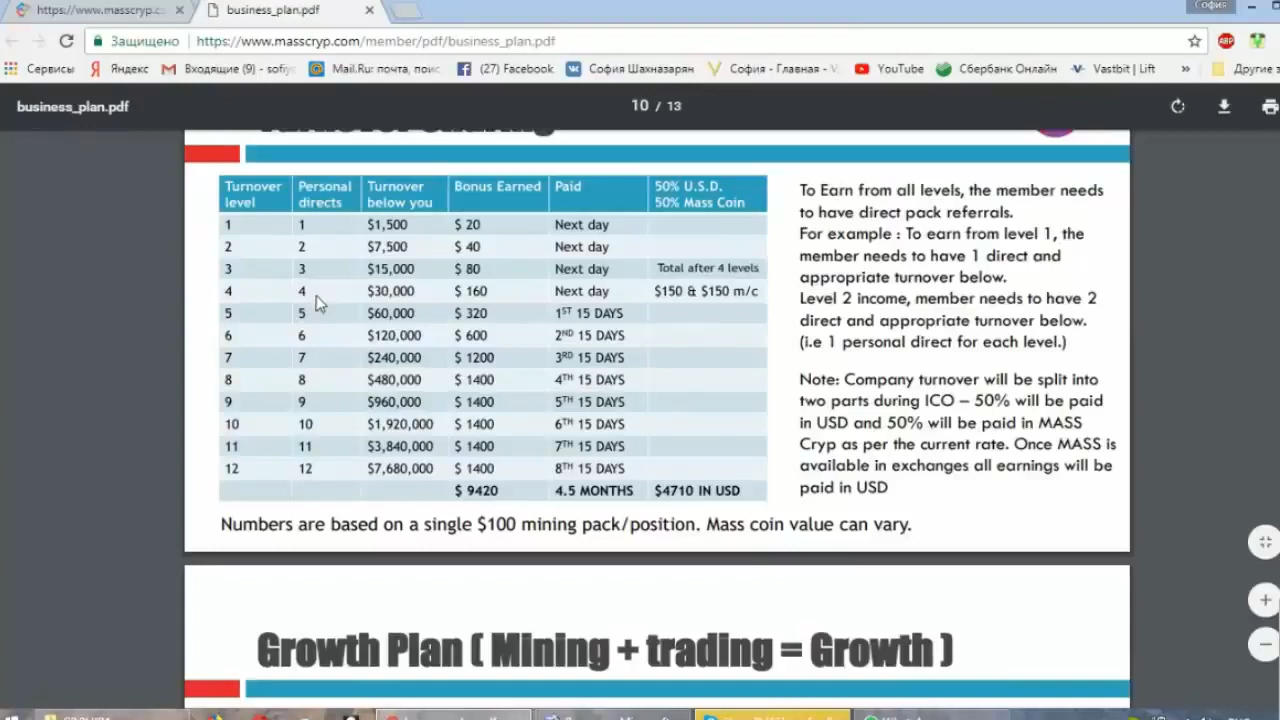 София
https://www.masscryp.c
business_plan.pdf
Защищено
https://www.masscryp.com/member/pdf/business_plan.pdf
ABP
Сервисы
Яндекс
Входящие (9) - sofiy
Mail.Ru: почта, поис
(27) Facebook
София Шахназарян
София - Главная - V
YouTube
Сбербанк Онлайн
Vastbit | Lift
»
Другие з
business_plan.pdf
10 / 13
Turnover Sharing
Turnover level Personal directs Turnover below you Bonus Earned Paid 50% U.S.D. 50% Mass Coin
1 1 $1,500 $ 20 Next day
2 2 $7,500 $ 40 Next day
3 3 $15,000 $ 80 Next day Total after 4 levels
4 4 $30,000 $ 160 Next day $150 & $150 m/c
5 5 $60,000 $ 320 1ST 15 DAYS
6 6 $120,000 $ 600 2ND 15 DAYS
7 7 $240,000 $ 1200 3RD 15 DAYS
8 8 $480,000 $ 1400 4TH 15 DAYS
9 9 $960,000 $ 1400 5TH 15 DAYS
10 10 $1,920,000 $ 1400 6TH 15 DAYS
11 11 $3,840,000 $ 1400 7TH 15 DAYS
12 12 $7,680,000 $ 1400 8TH 15 DAYS
$ 9420 4.5 MONTHS $4710 IN USD
To Earn from all levels, the member needs
to have direct pack referrals.
For example : To earn from level 1, the
member needs to have 1 direct and
appropriate turnover below.
Level 2 income, member needs to have 2
direct and appropriate turnover below.
(i.e 1 personal direct for each level.)
Note: Company turnover will be split into
two parts during ICO – 50% will be paid
in USD and 50% will be paid in MASS
Cryp as per the current rate. Once MASS is
available in exchanges all earnings will be
paid in USD
Numbers are based on a single $100 mining pack/position. Mass coin value can vary.
Growth Plan ( Mining + trading = Growth )